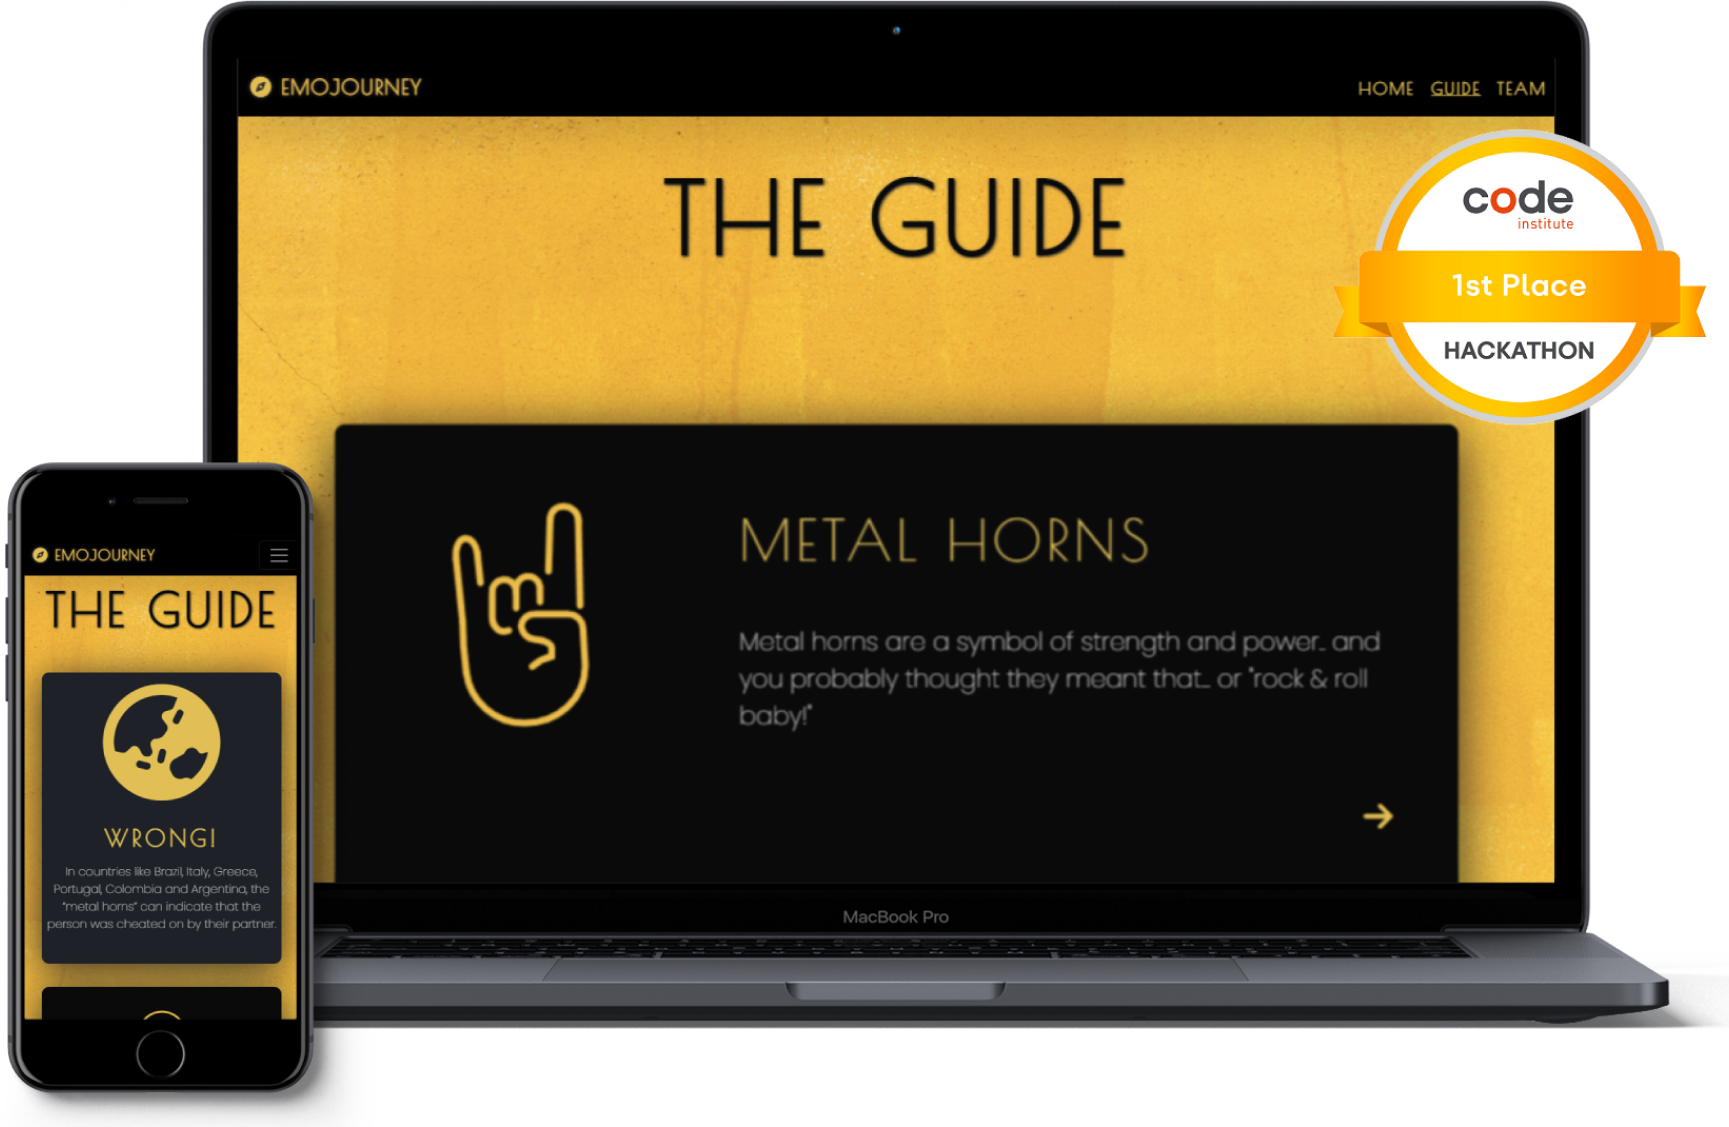 EMOJOURNEY
HOME GUIDE TEAM
THE GUIDE
code
institute
1st Place
HACKATHON
METAL HORNS
Metal horns are a symbol of strength and power... and
you probably thought they meant that... or "rock & roll
baby!"
MacBook Pro
EMOJOURNEY
THE GUIDE
WRONG!
In countries like Brazil, Italy, Greece,
Portugal, Colombia and Argentina, the
"metal horns" can indicate that the
person was cheated on by their partner.